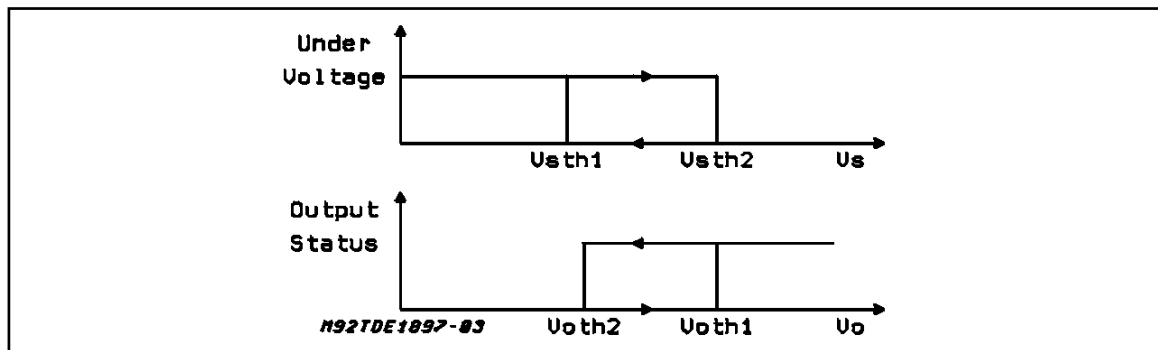 Under
Voltage
Vsth1 Vsth2 Vs
Output
Status
M92TDE1897-03 Voth2 Voth1 Vo